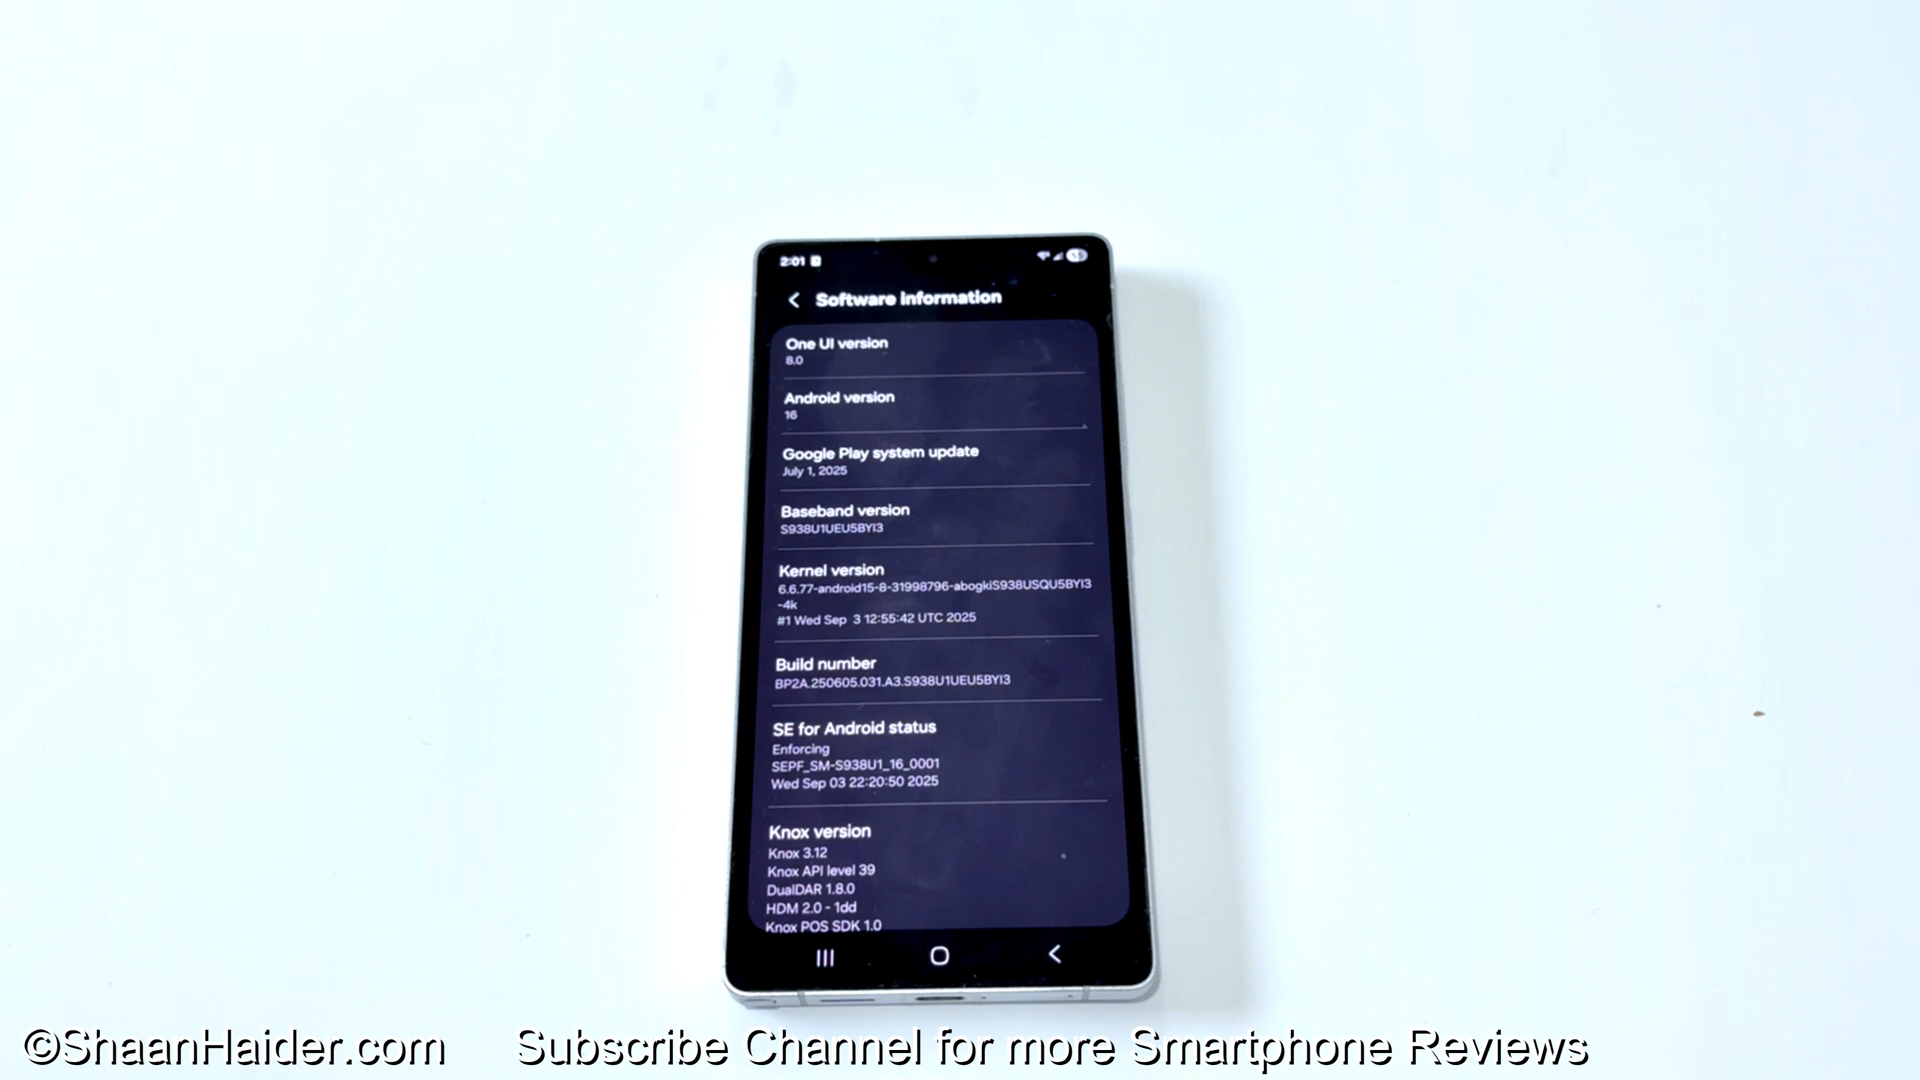 2:01
Software information
One UI version
8.0
Android version
16
Google Play system update
July 1, 2025
Baseband version
S938U1UEU5BYI3
Kernel version
6.6.77-android15-8-31998796-abogkiS938USQU5BYI3
-4k
#1 Wed Sep 3 12:55:42 UTC 2025
Build number
BP2A.250605.031.A3.S938U1UEU5BYI3
SE for Android status
Enforcing
SEPF_SM-S938U1_16_0001
Wed Sep 03 22:20:50 2025
Knox version
Knox 3.12
Knox API level 39
DualDAR 1.8.0
HDM 2.0 - 1dd
Knox POS SDK 1.0
©ShaanHaider.com Subscribe Channel for more Smartphone Reviews